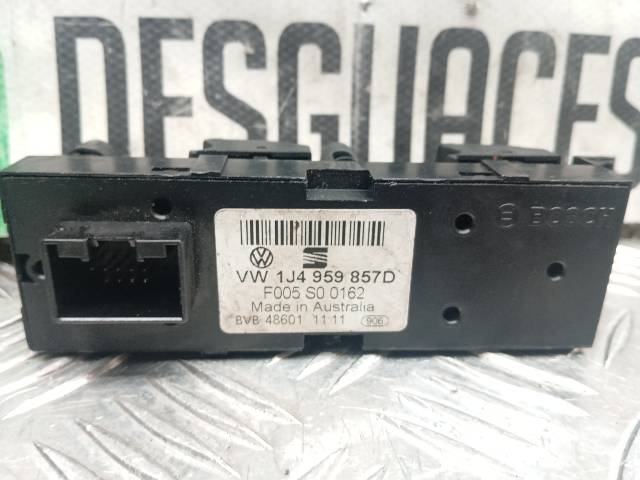 DESGUACES
BOSCH
VW 1J4 959 857D
F005 S0 0162
Made in Australia
BVB 48601 11 11 906